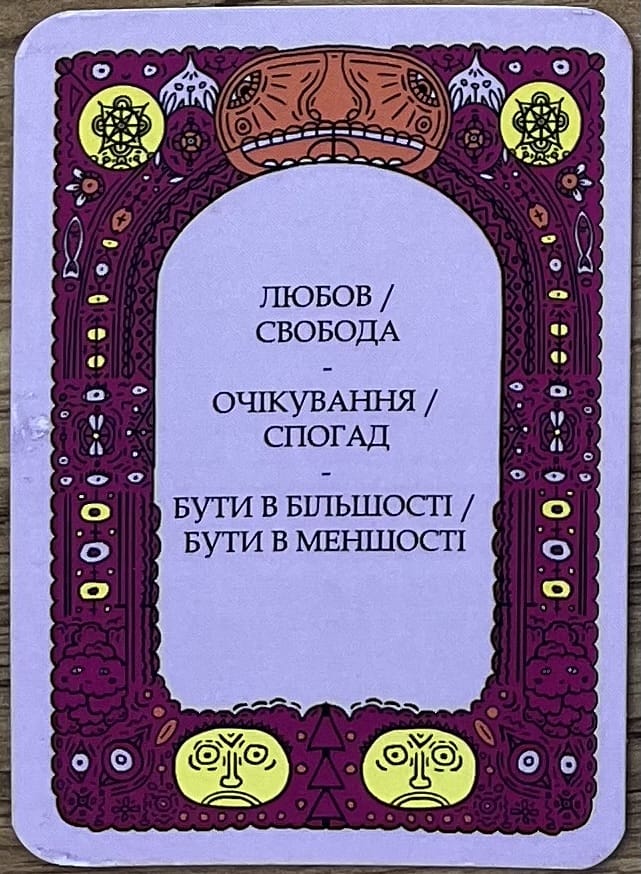 ЛЮБОВ /
СВОБОДА
-
ОЧІКУВАННЯ /
СПОГАД
-
БУТИ В БІЛЬШОСТІ /
БУТИ В МЕНШОСТІ